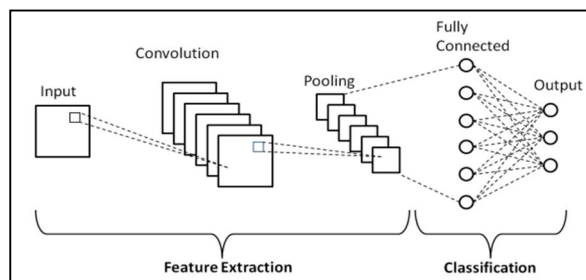 Fully
Connected
Convolution
Pooling
Input
Output
Feature Extraction
Classification